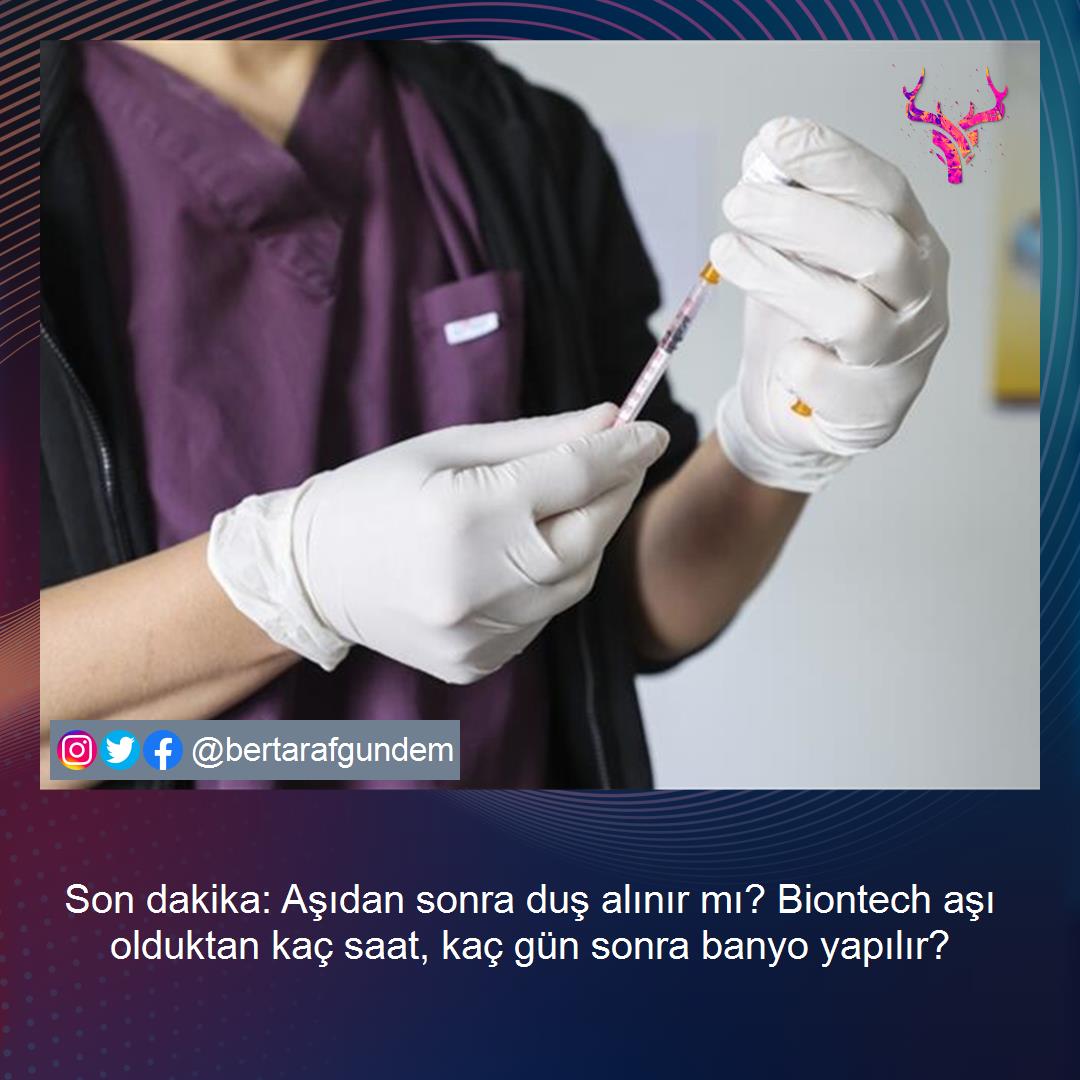 @bertarafgundem
Son dakika: Aşıdan sonra duş alınır mı? Biontech aşı
olduktan kaç saat, kaç gün sonra banyo yapılır?